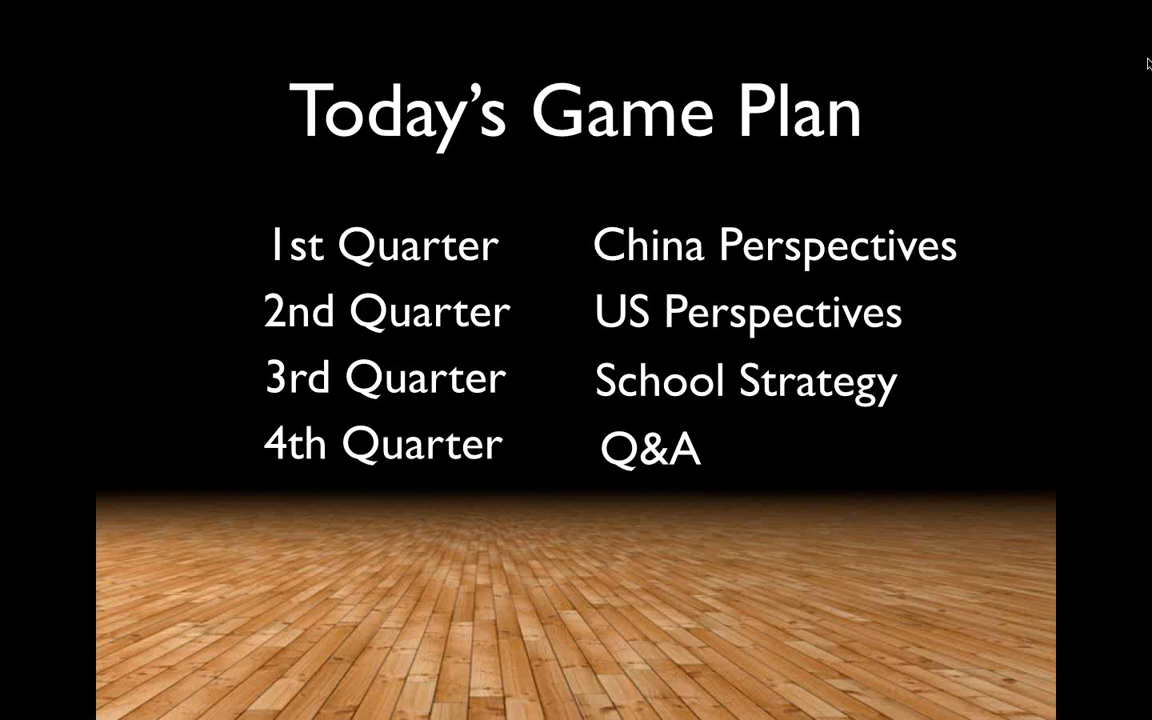 Today's Game Plan
1st Quarter China Perspectives
2nd Quarter US Perspectives
3rd Quarter School Strategy
4th Quarter Q&A